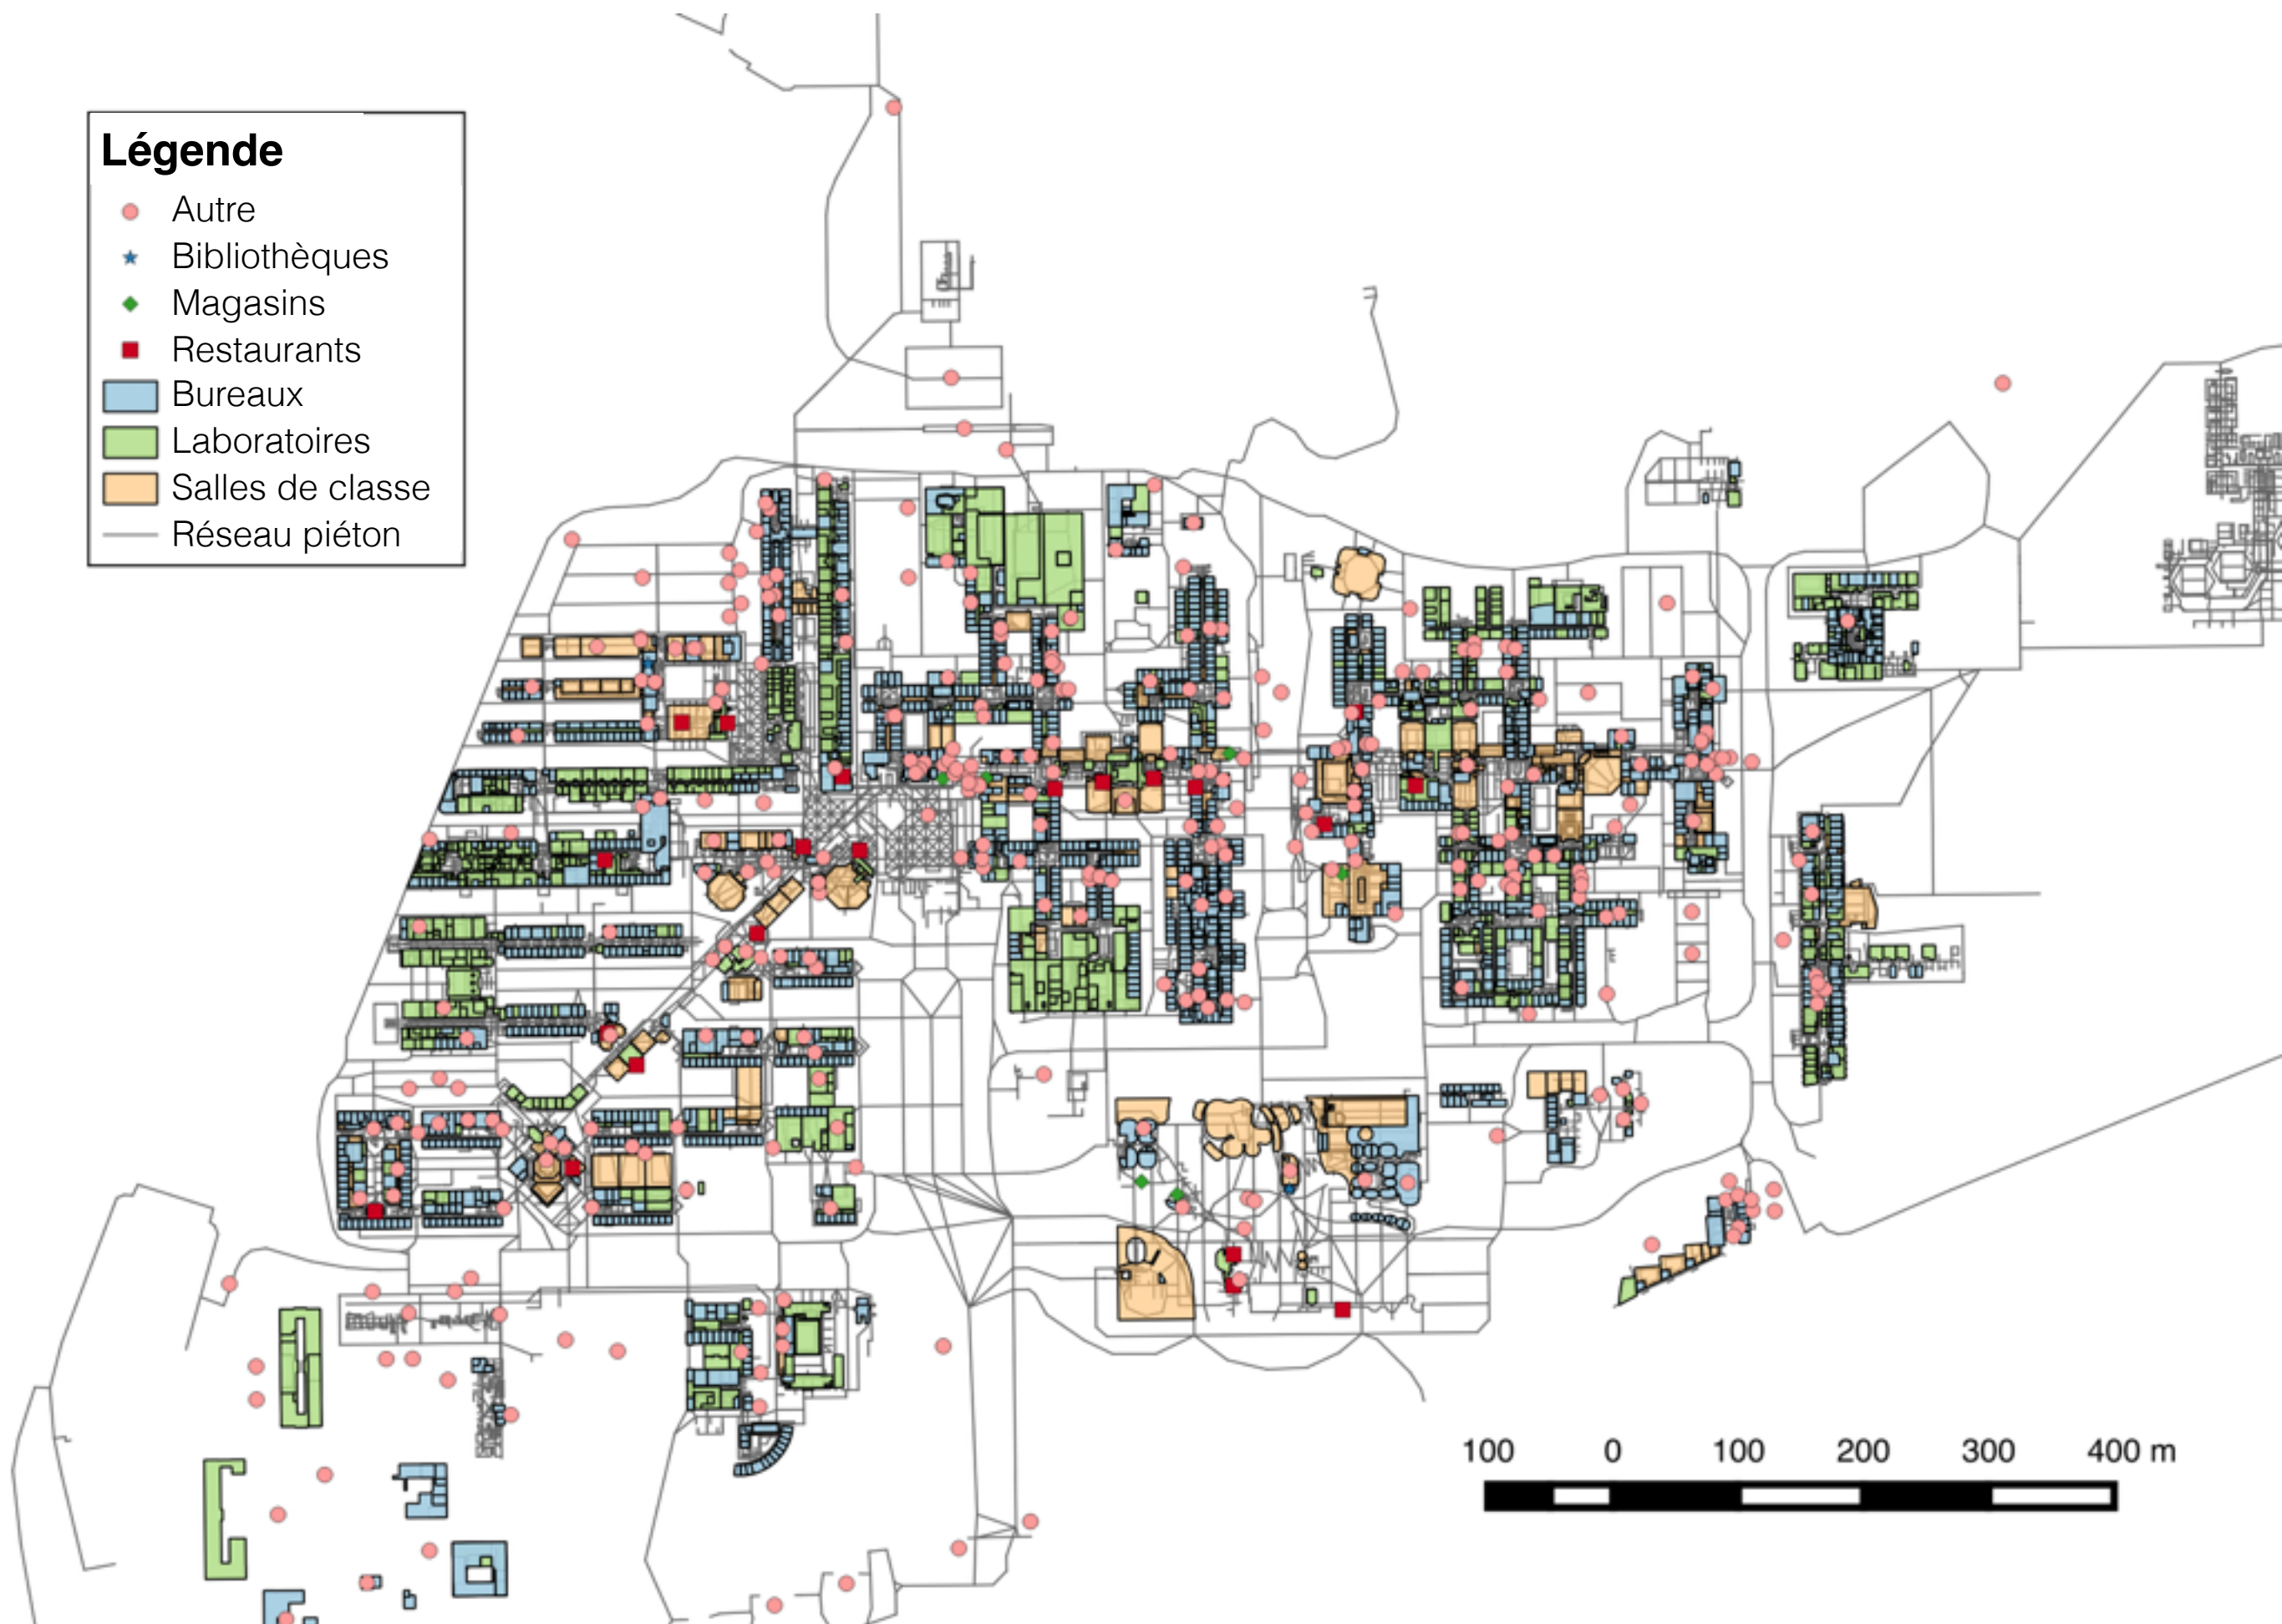 Légende
Autre
Bibliothèques
Magasins
Restaurants
Bureaux
Laboratoires
Salles de classe
Réseau piéton
100 0 100 200 300 400 m